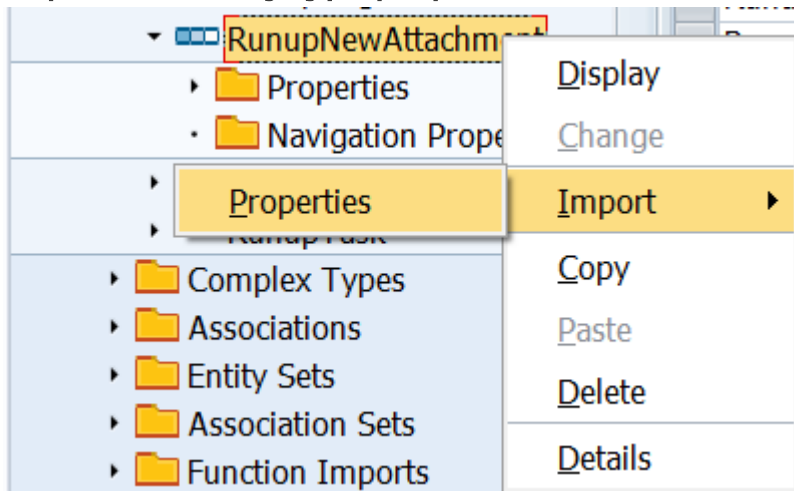 RunupNewAttachment
Properties
Navigation Prope
Properties
RunupTask
Complex Types
Associations
Entity Sets
Association Sets
Function Imports
Display
Change
Import
Copy
Paste
Delete
Details